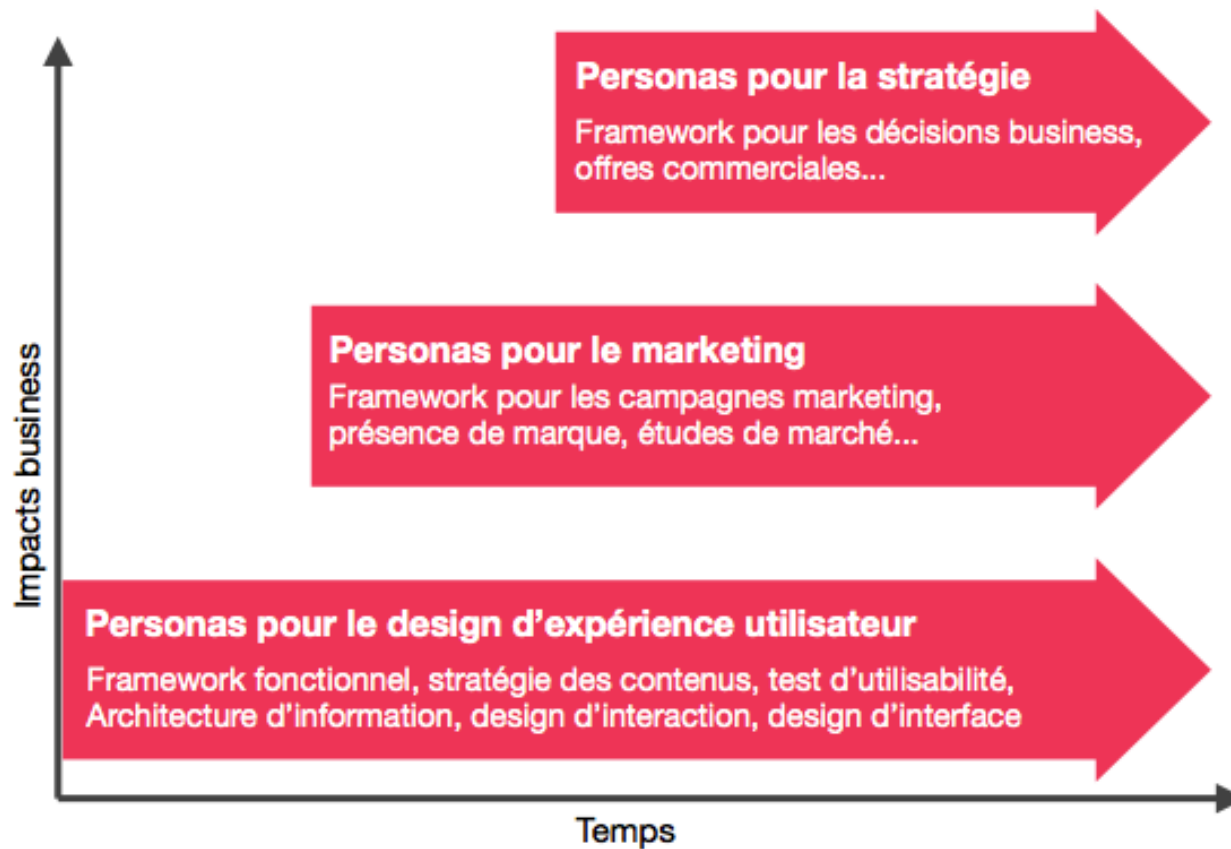 Personas pour la stratégie
Framework pour les décisions business,
offres commerciales...
Personas pour le marketing
Framework pour les campagnes marketing,
présence de marque, études de marché...
Personas pour le design d'expérience utilisateur
Framework fonctionnel, stratégie des contenus, test d'utilisabilité,
Architecture d'information, design d'interaction, design d'interface
Impacts business
Temps